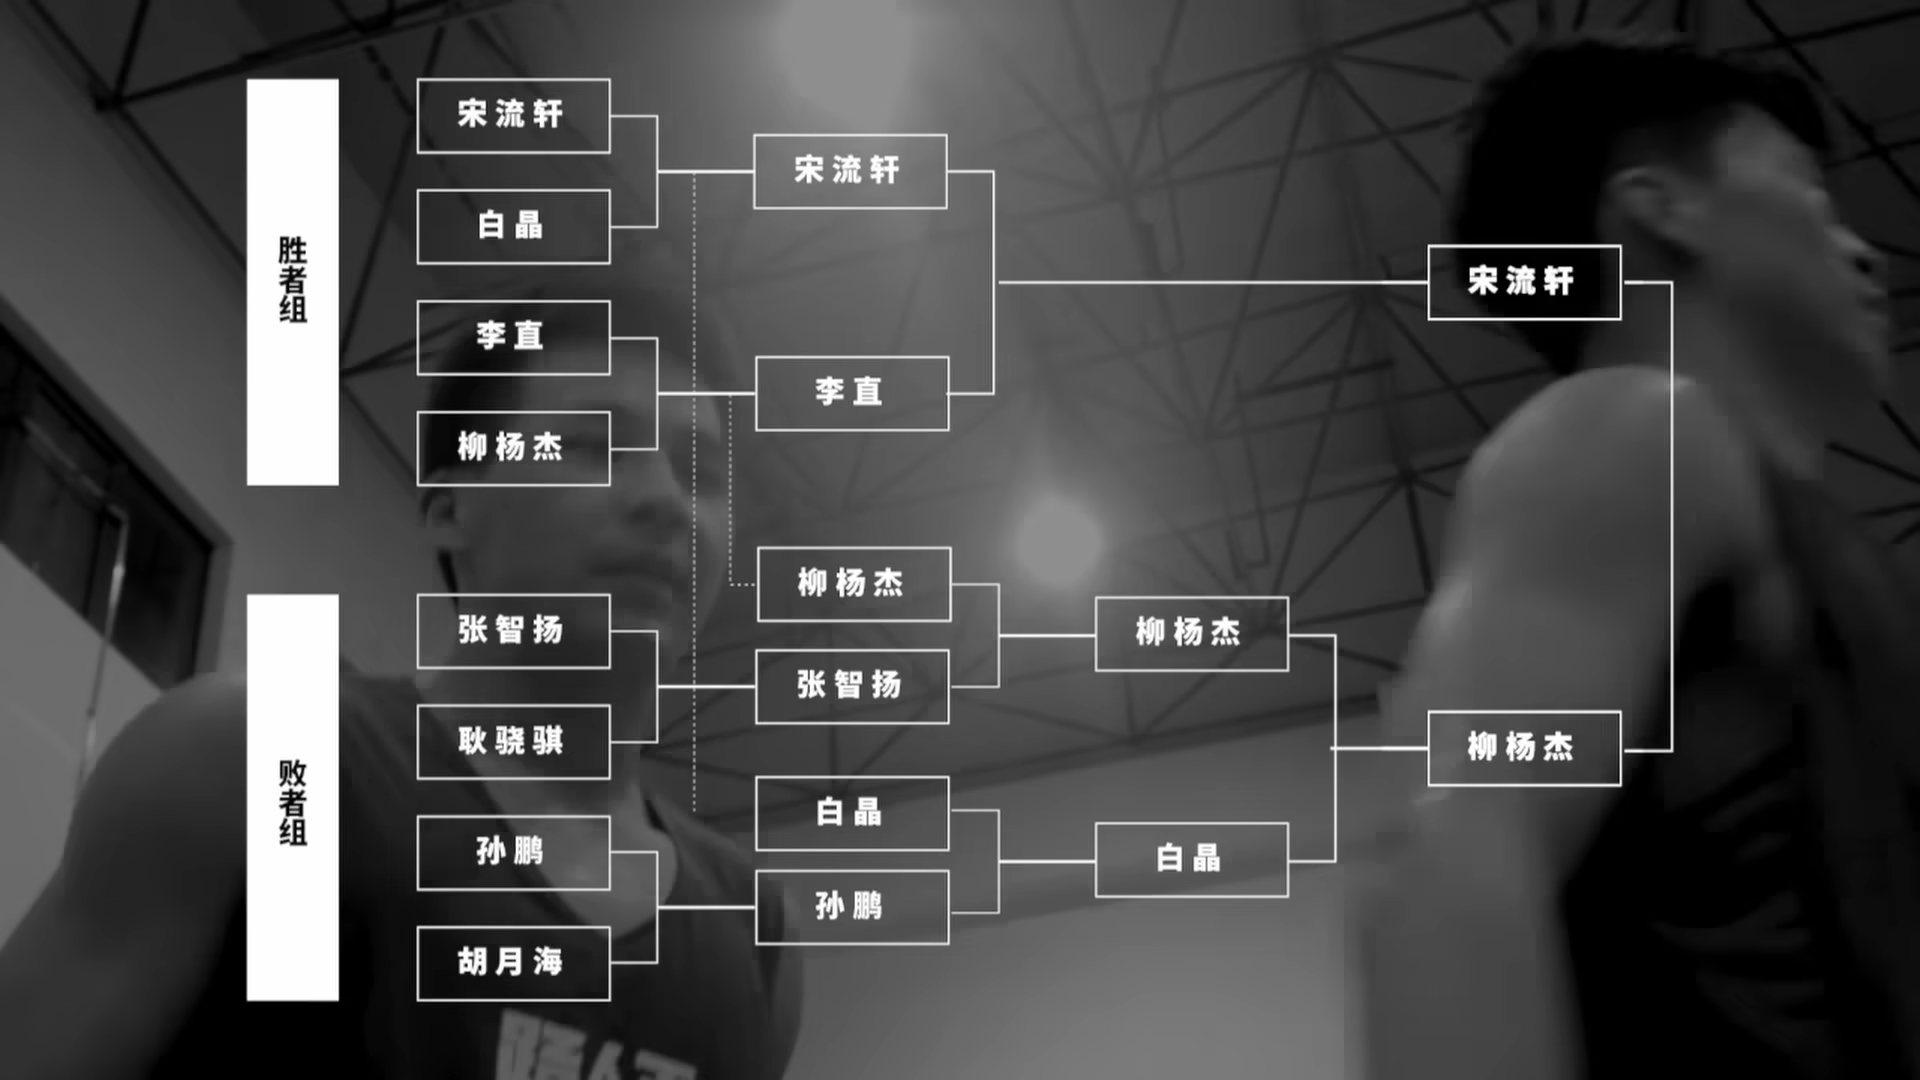 胜者组
宋流轩
白晶
李直
柳杨杰
宋流轩
李直
宋流轩
败者组
张智扬
耿骁骐
孙鹏
胡月海
柳杨杰
张智扬
白晶
孙鹏
柳杨杰
白晶
柳杨杰